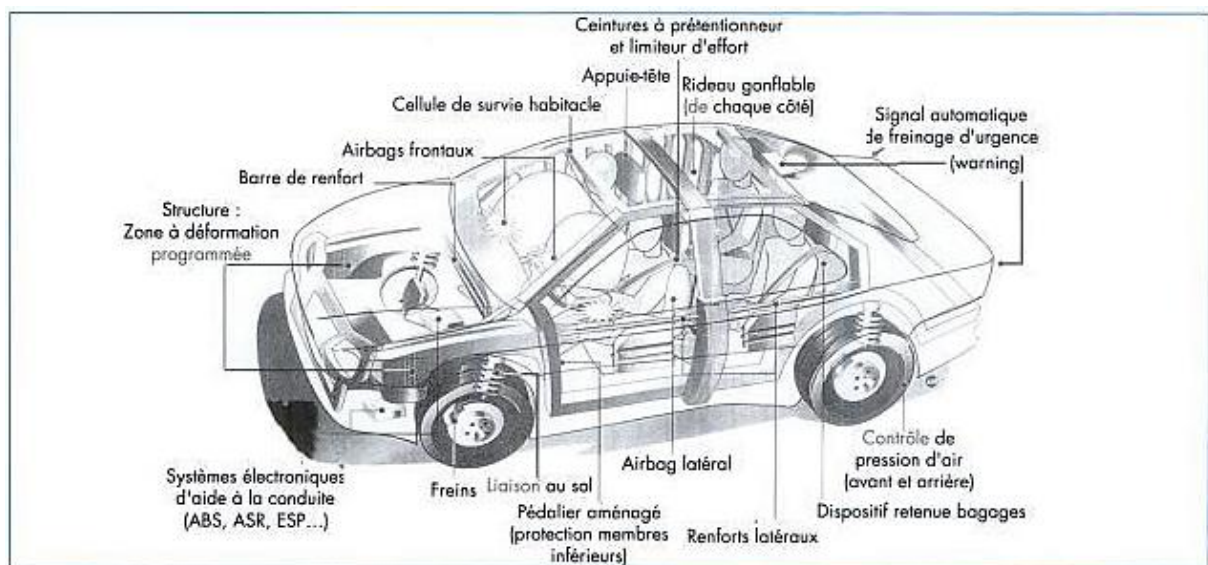 Ceintures à prétentionneur
et limiteur d'effort
Appuie-tête
Rideau gonflable
(de chaque côté)
Cellule de survie habitacle
Signal automatique
de freinage d'urgence
(warning)
Airbags frontaux
Barre de renfort
Structure :
Zone à déformation
programmée
Systèmes électroniques
d'aide à la conduite
(ABS, ASR, ESP...)
Freins
Liaison au sol
Pédalier aménagé
(protection membres
inférieurs)
Airbag latéral
Renforts latéraux
Contrôle de
pression d'air
(avant et arrière)
Dispositif retenue bagages